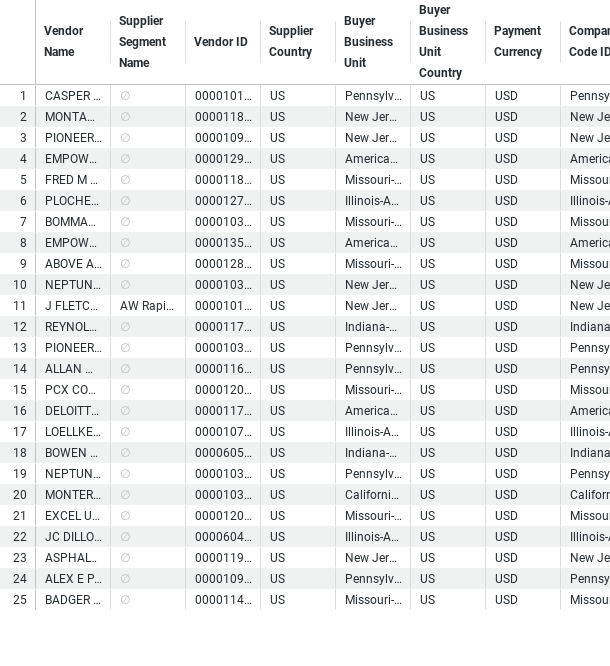 Vendor Name Supplier Segment Name Vendor ID Supplier Country Buyer Business Unit Buyer Business Unit Country Payment Currency Compan Code ID
1 CASPER ... ∅ 0000101... US Pennsylv... US USD Pennsy
2 MONTA... ∅ 0000118... US New Jer... US USD New Je
3 PIONEER... ∅ 0000109... US New Jer... US USD New Je
4 EMPOW... ∅ 0000129... US America... US USD Americ
5 FRED M ... ∅ 0000118... US Missouri-... US USD Missou
6 PLOCHE... ∅ 0000127... US Illinois-A... US USD Illinois-
7 BOMMA... ∅ 0000103... US Missouri-... US USD Missou
8 EMPOW... ∅ 0000135... US America... US USD Americ
9 ABOVE A... ∅ 0000128... US Missouri-... US USD Missou
10 NEPTUN... ∅ 0000103... US New Jer... US USD New Je
11 J FLETC... AW Rapi... 0000101... US New Jer... US USD New Je
12 REYNOL... ∅ 0000117... US Indiana-... US USD Indiana
13 PIONEER... ∅ 0000103... US Pennsylv... US USD Pennsy
14 ALLAN ... ∅ 0000116... US Pennsylv... US USD Pennsy
15 PCX CO... ∅ 0000120... US Missouri-... US USD Missou
16 DELOITT... ∅ 0000117... US America... US USD Americ
17 LOELLKE... ∅ 0000107... US Illinois-A... US USD Illinois-
18 BOWEN ... ∅ 0000605... US Indiana-... US USD Indiana
19 NEPTUN... ∅ 0000103... US Pennsylv... US USD Pennsy
20 MONTER... ∅ 0000103... US Californi... US USD Califor
21 EXCEL U... ∅ 0000120... US Missouri-... US USD Missou
22 JC DILLO... ∅ 0000604... US Illinois-A... US USD Illinois-
23 ASPHAL... ∅ 0000119... US New Jer... US USD New Je
24 ALEX E P... ∅ 0000109... US Pennsylv... US USD Pennsy
25 BADGER ... ∅ 0000114... US Missouri-... US USD Missou